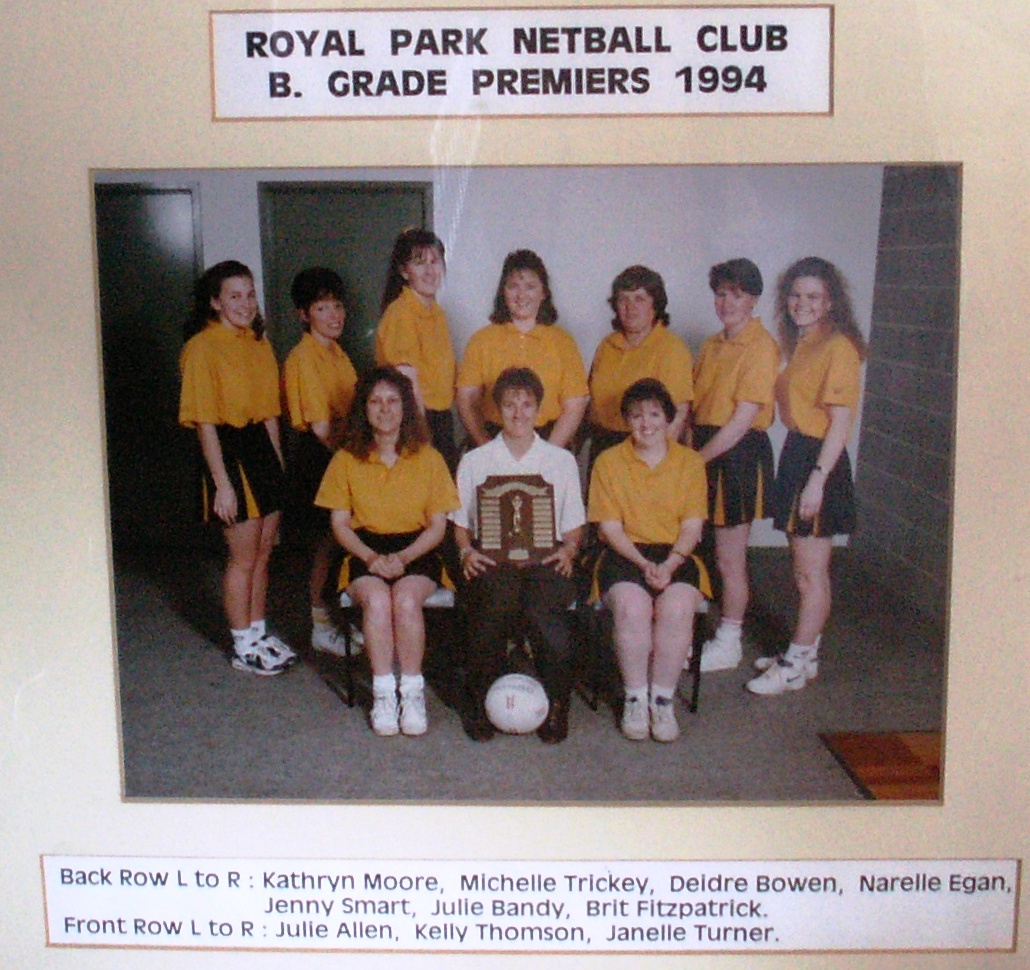 ROYAL PARK NETBALL CLUB
B. GRADE PREMIERS 1994
Back Row L to R : Kathryn Moore, Michelle Trickey, Deidre Bowen, Narelle Egan,
Jenny Smart, Julie Bandy, Brit Fitzpatrick.
Front Row L to R : Julie Allen, Kelly Thomson, Janelle Turner.